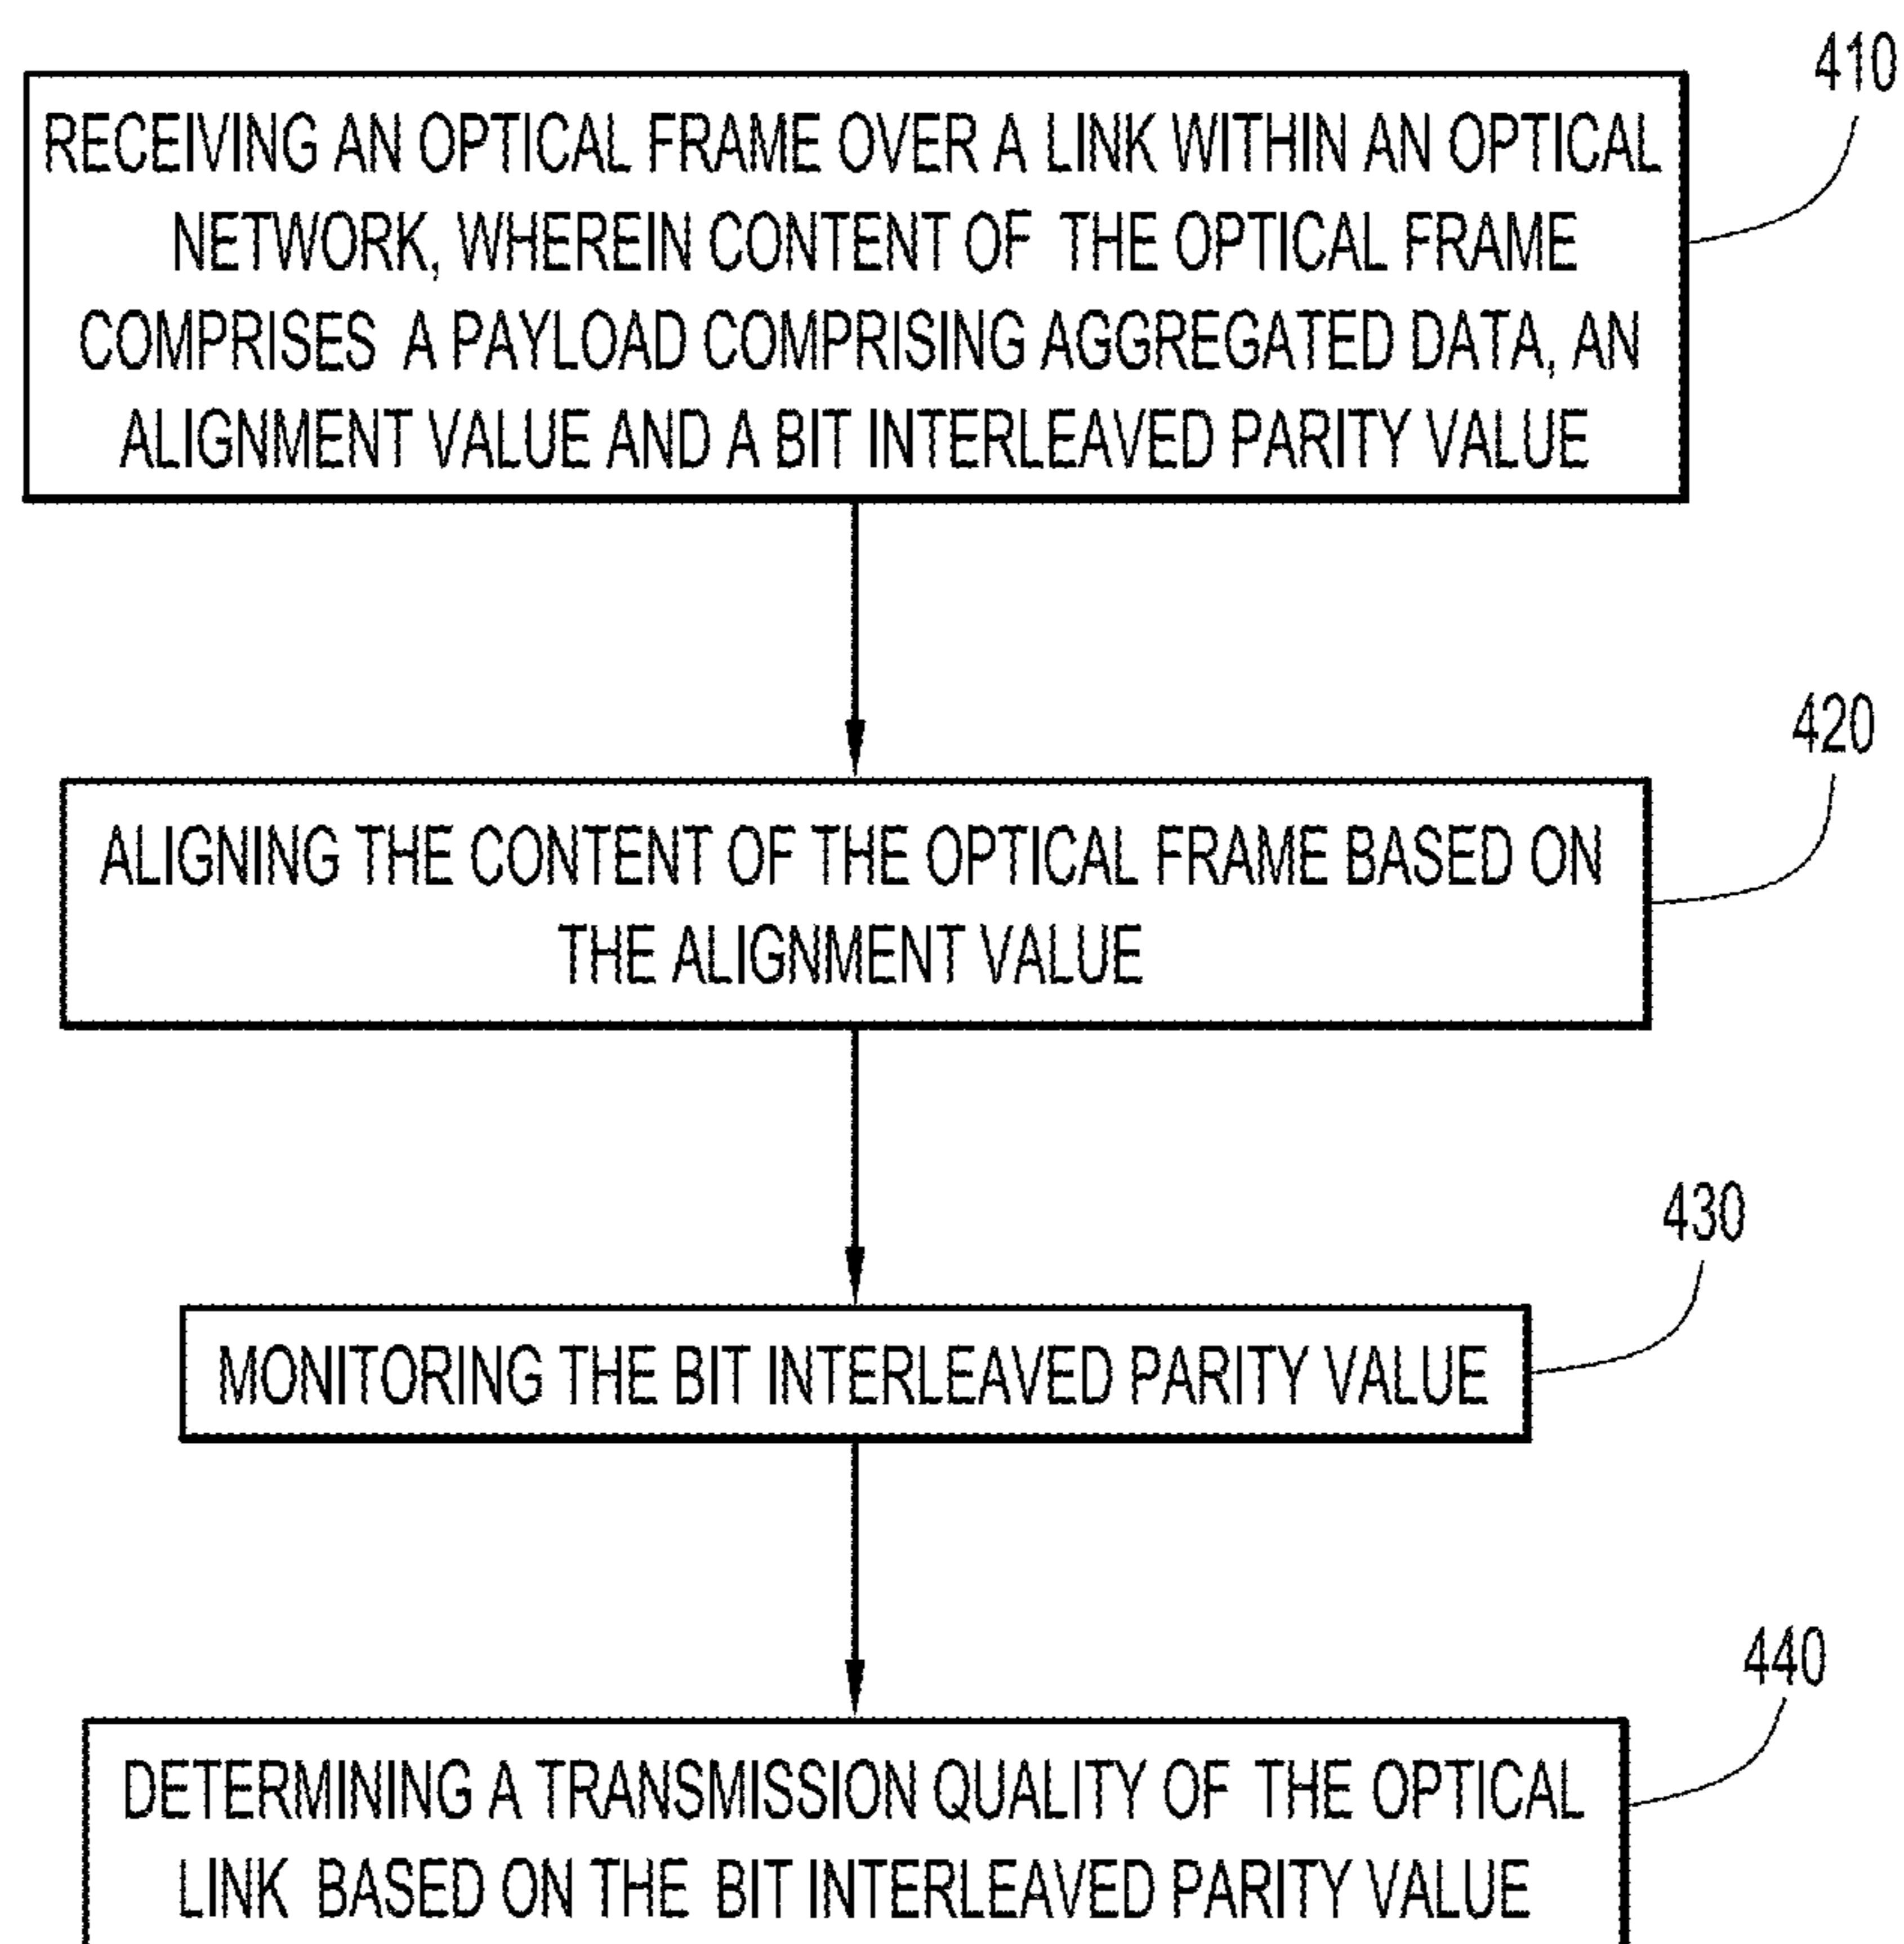 410
RECEIVING AN OPTICAL FRAME OVER A LINK WITHIN AN OPTICAL
NETWORK, WHEREIN CONTENT OF THE OPTICAL FRAME
COMPRISES A PAYLOAD COMPRISING AGGREGATED DATA, AN
ALIGNMENT VALUE AND A BIT INTERLEAVED PARITY VALUE
420
ALIGNING THE CONTENT OF THE OPTICAL FRAME BASED ON
THE ALIGNMENT VALUE
430
MONITORING THE BIT INTERLEAVED PARITY VALUE
440
DETERMINING A TRANSMISSION QUALITY OF THE OPTICAL
LINK BASED ON THE BIT INTERLEAVED PARITY VALUE